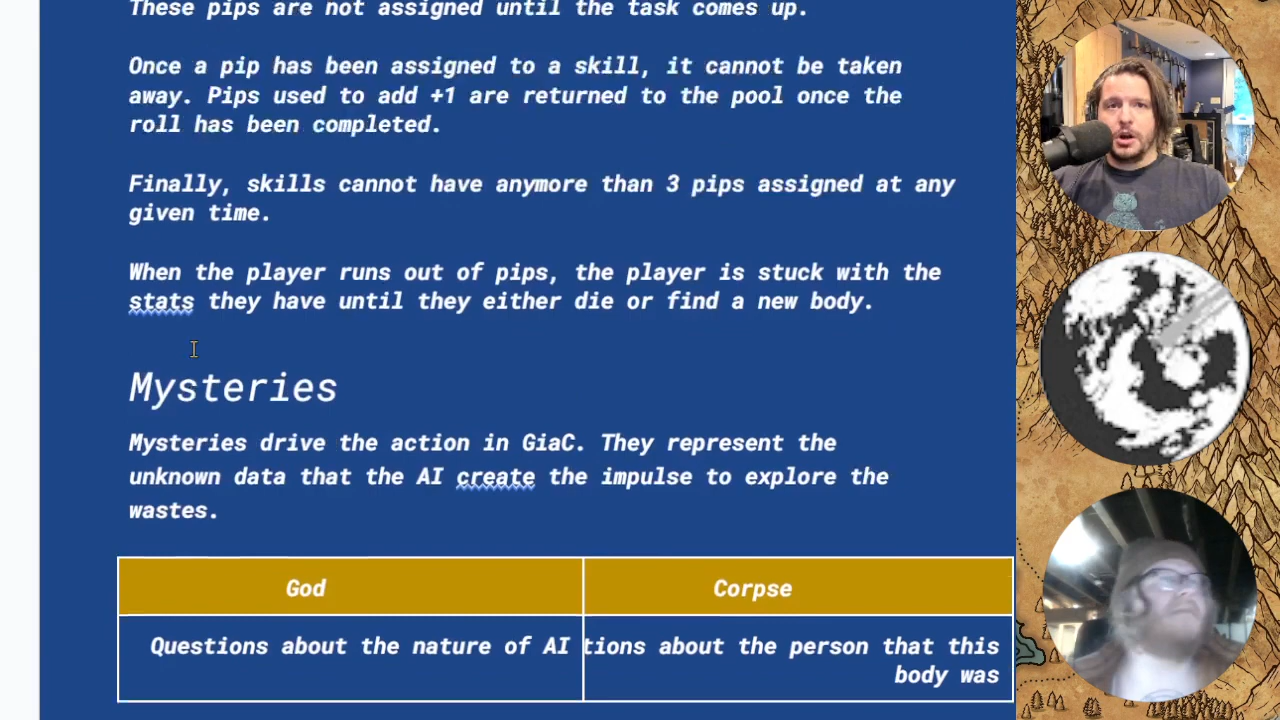 These pips are not assigned until the task comes up.
Once a pip has been assigned to a skill, it cannot be taken
away. Pips used to add +1 are returned to the pool once the
roll has been completed.
Finally, skills cannot have anymore than 3 pips assigned at any
given time.
When the player runs out of pips, the player is stuck with the
stats they have until they either die or find a new body.
Mysteries
Mysteries drive the action in GiaC. They represent the
unknown data that the AI create the impulse to explore the
wastes.
God
Corpse
Questions about the nature of AI
tions about the person that this
body was